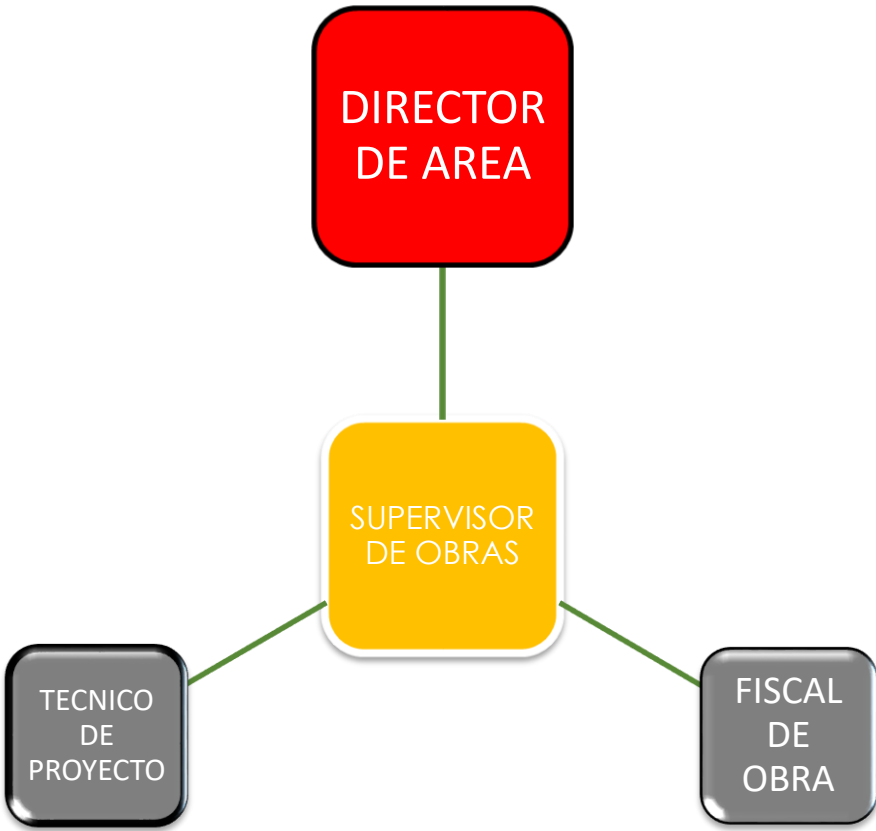 DIRECTOR
DE AREA
SUPERVISOR
DE OBRAS
TECNICO
DE
PROYECTO
FISCAL
DE
OBRA